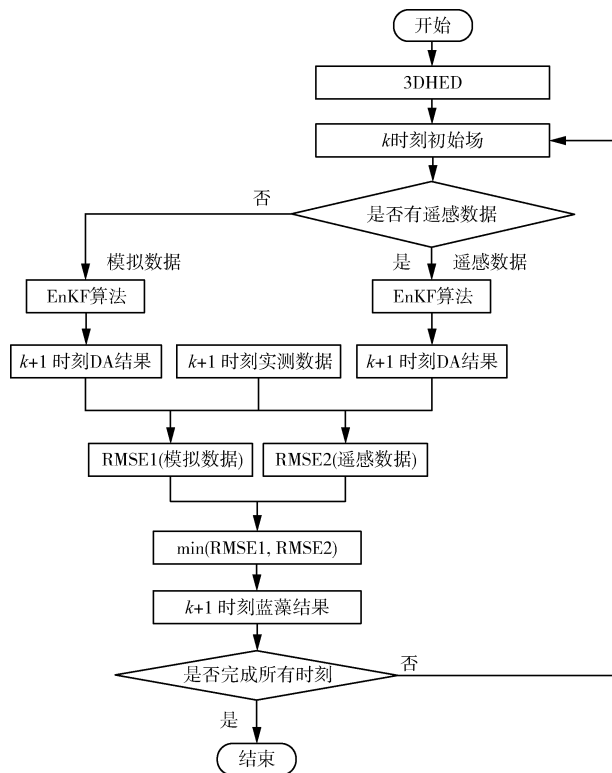 开始
3DHED
k时刻初始场
是否有遥感数据
否
模拟数据
是
遥感数据
EnKF算法
EnKF算法
k+1 时刻DA结果
k+1 时刻实测数据
k+1 时刻DA结果
RMSE1(模拟数据)
RMSE2(遥感数据)
min(RMSE1, RMSE2)
k+1 时刻蓝藻结果
是否完成所有时刻
否
是
结束